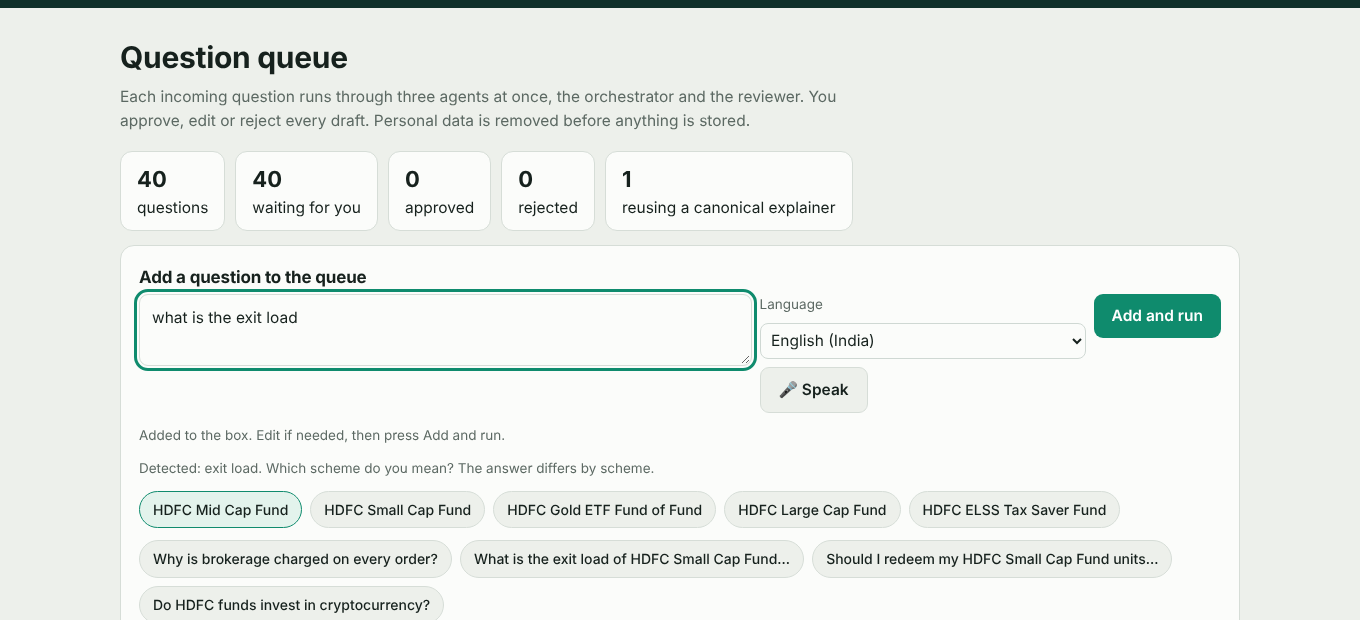 Question queue
Each incoming question runs through three agents at once, the orchestrator and the reviewer. You
approve, edit or reject every draft. Personal data is removed before anything is stored.
40
questions
40
waiting for you
0
approved
0
rejected
1
reusing a canonical explainer
Add a question to the queue
what is the exit load
Language
English (India)
Add and run
🎤 Speak
Added to the box. Edit if needed, then press Add and run.
Detected: exit load. Which scheme do you mean? The answer differs by scheme.
HDFC Mid Cap Fund
HDFC Small Cap Fund
HDFC Gold ETF Fund of Fund
HDFC Large Cap Fund
HDFC ELSS Tax Saver Fund
Why is brokerage charged on every order?
What is the exit load of HDFC Small Cap Fund…
Should I redeem my HDFC Small Cap Fund units…
Do HDFC funds invest in cryptocurrency?